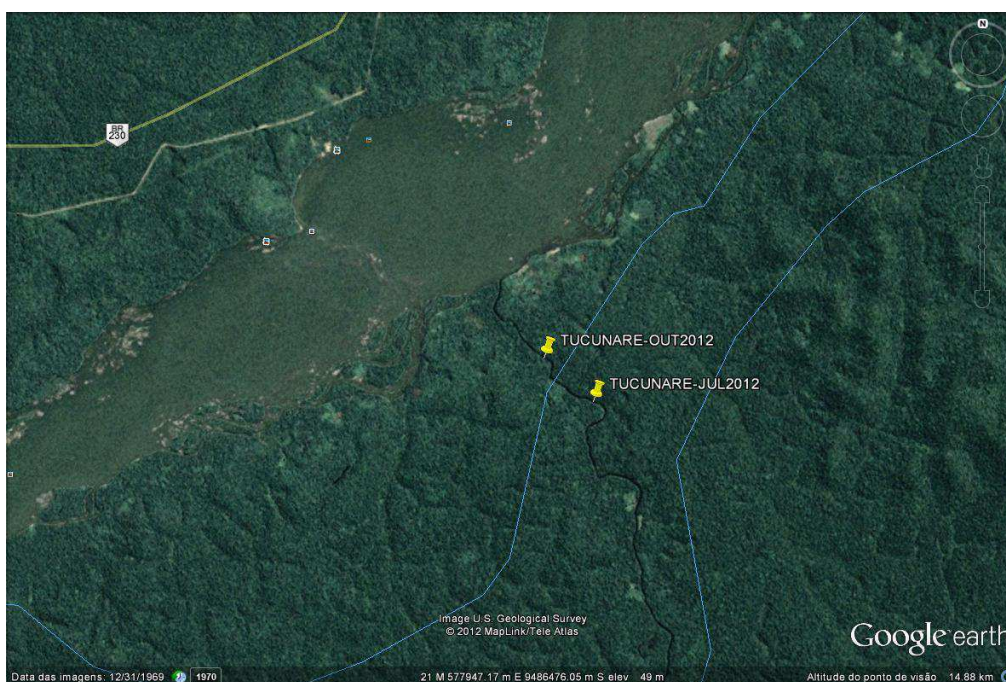 N
BR
230
TUCUNARE-OUT2012
TUCUNARE-JUL2012
Image U.S. Geological Survey
© 2012 MapLink/Tele Atlas
Google earth
Data das imagens: 12/31/1969 1970 21 M 577947.17 m E 9486476.05 m S elev 49 m Altitude do ponto de visão 14.88 km